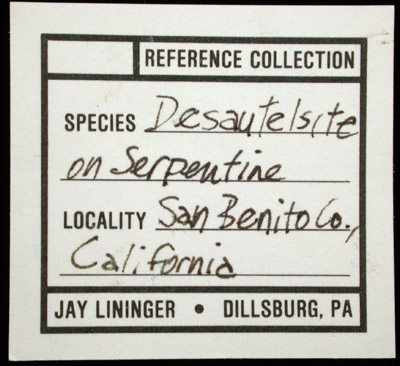 REFERENCE COLLECTION
SPECIES Desautelsite
on Serpentine
LOCALITY San Benito Co.,
California
JAY LININGER • DILLSBURG, PA